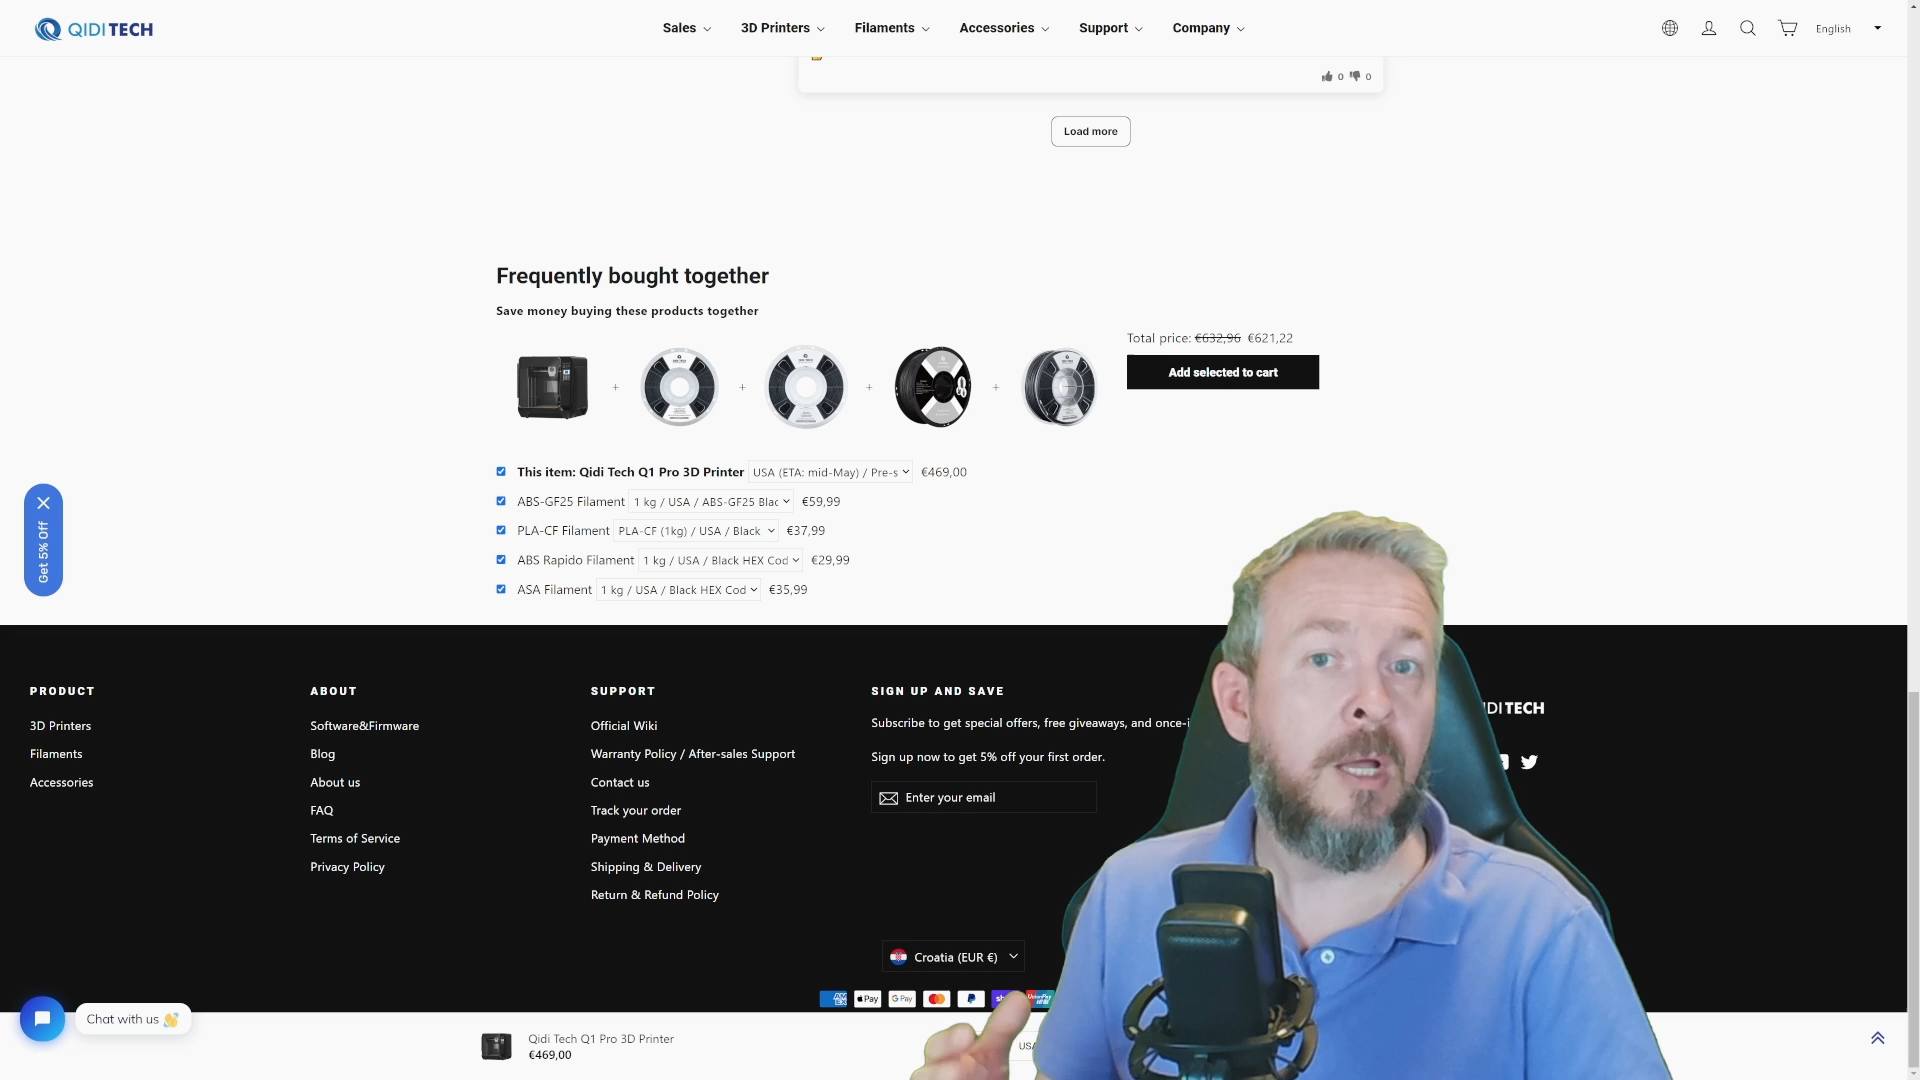 QIDI TECH
Sales
3D Printers
Filaments
Accessories
Support
Company
English
0
0
Load more
Frequently bought together
Save money buying these products together
Total price: €632,96 €621,22
Add selected to cart
+
+
+
+
This item: Qidi Tech Q1 Pro 3D Printer USA (ETA: mid-May) / Pre-s €469,00
ABS-GF25 Filament 1 kg / USA / ABS-GF25 Blac €59,99
PLA-CF Filament PLA-CF (1kg) / USA / Black €37,99
ABS Rapido Filament 1 kg / USA / Black HEX Cod €29,99
ASA Filament 1 kg / USA / Black HEX Cod €35,99
Get 5% Off
PRODUCT
3D Printers
Filaments
Accessories
ABOUT
Software&Firmware
Blog
About us
FAQ
Terms of Service
Privacy Policy
SUPPORT
Official Wiki
Warranty Policy / After-sales Support
Contact us
Track your order
Payment Method
Shipping & Delivery
Return & Refund Policy
SIGN UP AND SAVE
Subscribe to get special offers, free giveaways, and once-i
Sign up now to get 5% off your first order.
Enter your email
IDI TECH
Croatia (EUR €)
Pay
G Pay
Chat with us 👋
Qidi Tech Q1 Pro 3D Printer
€469,00
USA